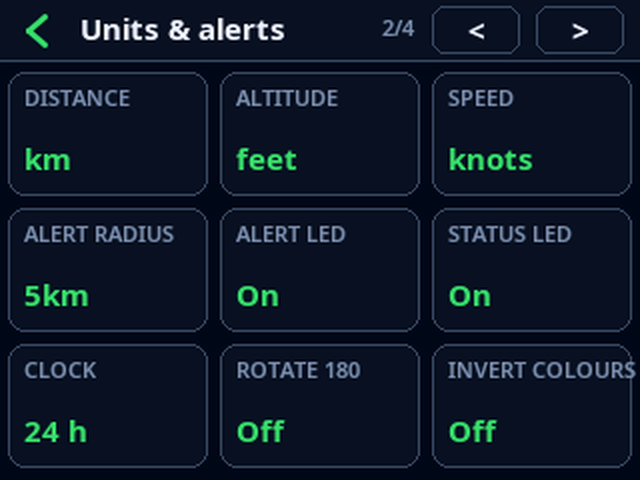 Units & alerts 2/4 < >
DISTANCE ALTITUDE SPEED
km feet knots
ALERT RADIUS ALERT LED STATUS LED
5km On On
CLOCK ROTATE 180 INVERT COLOURS
24 h Off Off